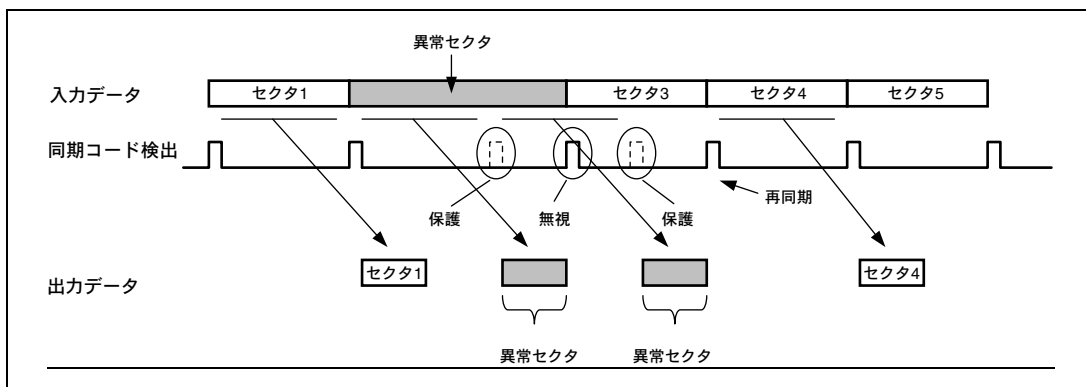 異常セクタ
入力データ セクタ1 セクタ3 セクタ4 セクタ5
同期コード検出
保護 無視 保護 再同期
出力データ セクタ1 セクタ4
異常セクタ 異常セクタ